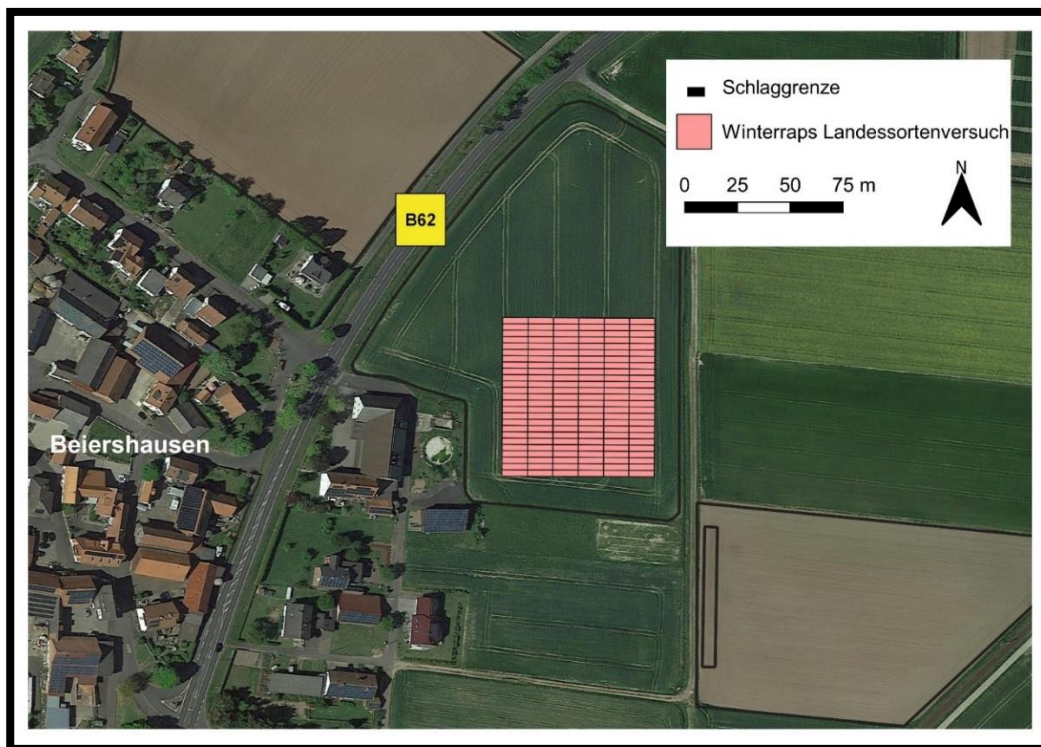 Schlaggrenze
Winterraps Landessortenversuch
0 25 50 75 m
N
B62
Beiershausen